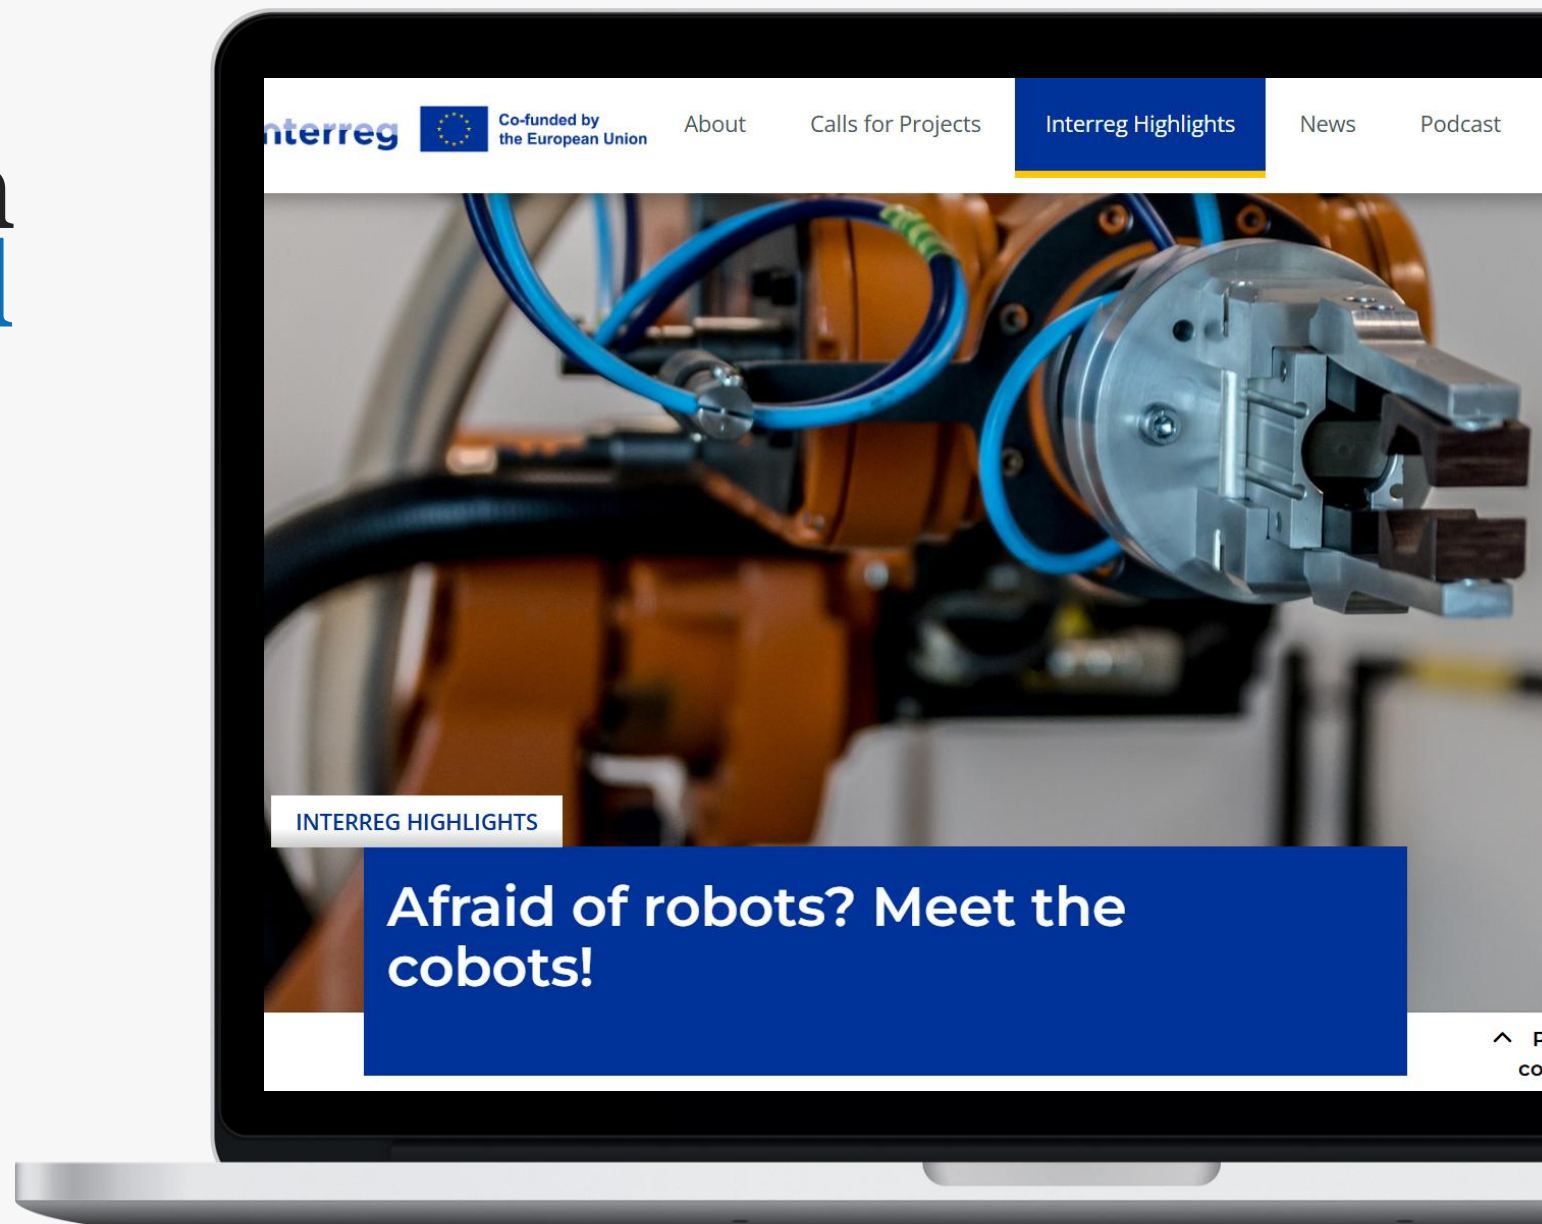 nterreg
Co-funded by
the European Union
About
Calls for Projects
Interreg Highlights
News
Podcast
INTERREG HIGHLIGHTS
Afraid of robots? Meet the
cobots!